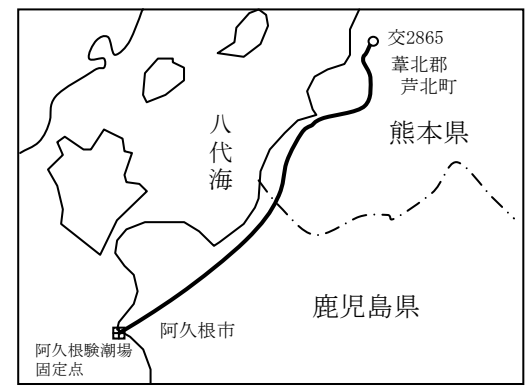 交2865
葦北郡
芦北町
八代海
熊本県
鹿児島県
阿久根市
阿久根験潮場
固定点